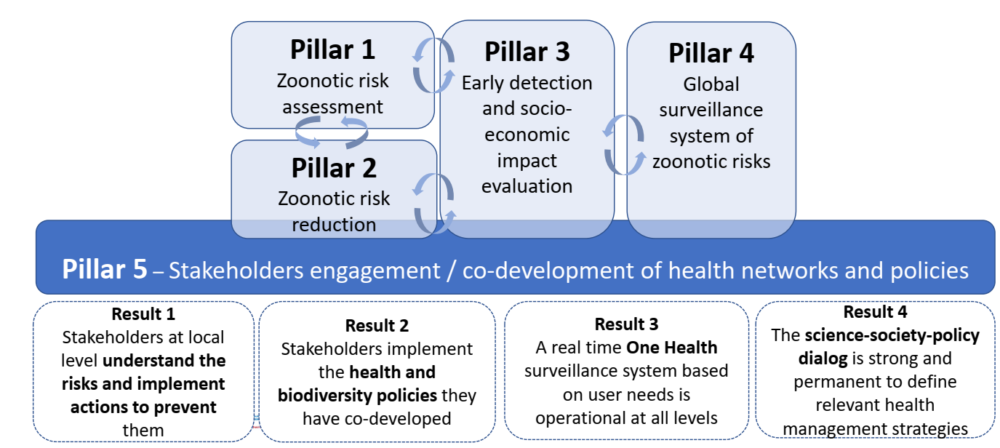 Pillar 1
Zoonotic risk
assessment
Pillar 2
Zoonotic risk
reduction
Pillar 3
Early detection
and socio-
economic
impact
evaluation
Pillar 4
Global
surveillance
system of
zoonotic risks
Pillar 5 – Stakeholders engagement / co-development of health networks and policies
Result 1
Stakeholders at local
level understand the
risks and implement
actions to prevent
them
Result 2
Stakeholders implement
the health and
biodiversity policies they
have co-developed
Result 3
A real time One Health
surveillance system based
on user needs is
operational at all levels
Result 4
The science-society-policy
dialog is strong and
permanent to define
relevant health
management strategies